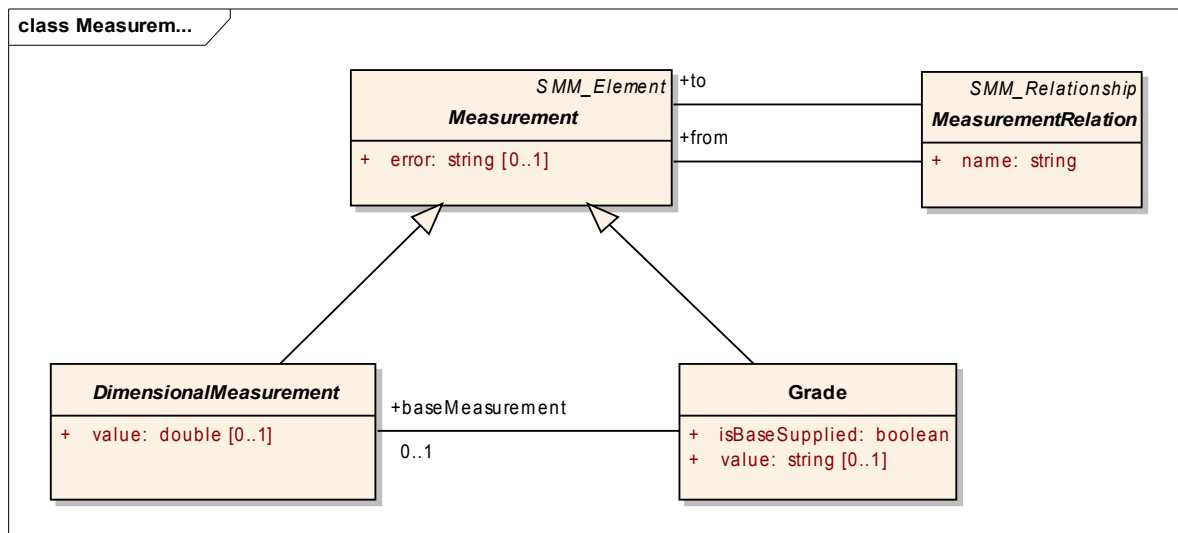 class Measurem...
SMM_Element
Measurement
+ error: string [0..1]
+to
+from
SMM_Relationship
MeasurementRelation
+ name: string
DimensionalMeasurement
+ value: double [0..1]
+baseMeasurement
0..1
Grade
+ isBaseSupplied: boolean
+ value: string [0..1]